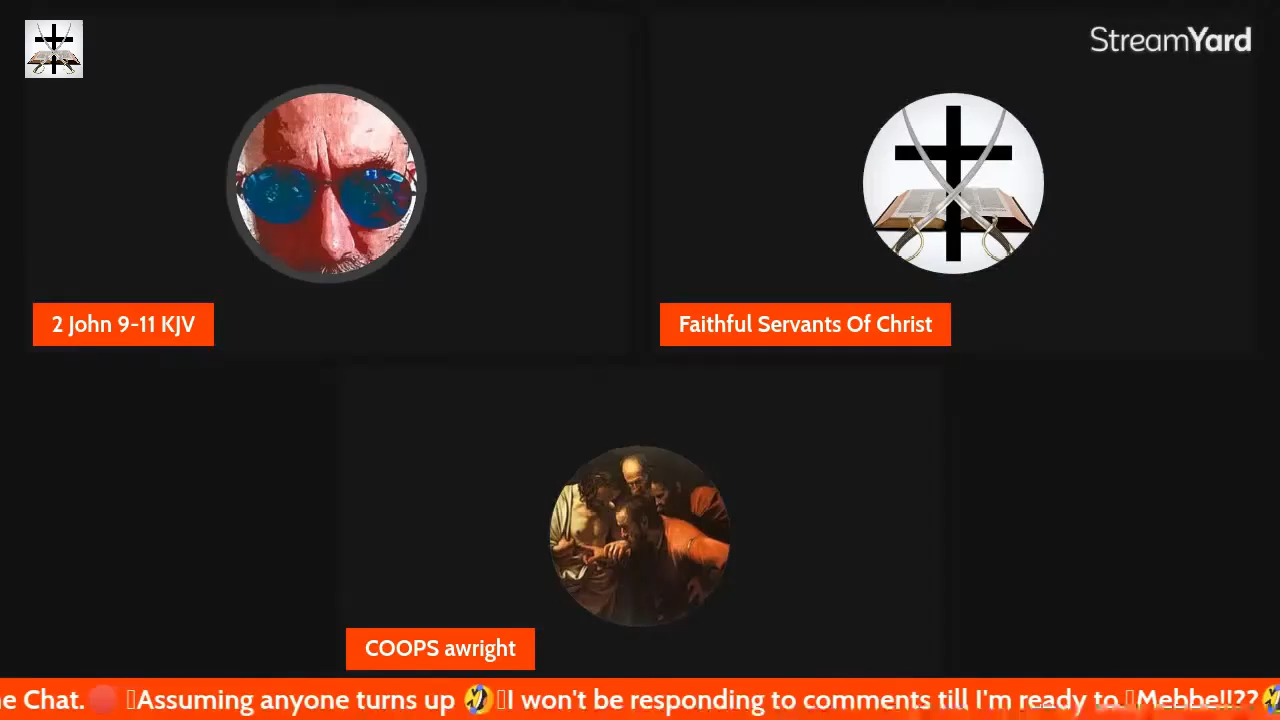 StreamYard
2 John 9-11 KJV
Faithful Servants Of Christ
COOPS awright
e Chat.🔴 Assuming anyone turns up 🤣 I won't be responding to comments till I'm ready to. Mebbe!!?? 🤣